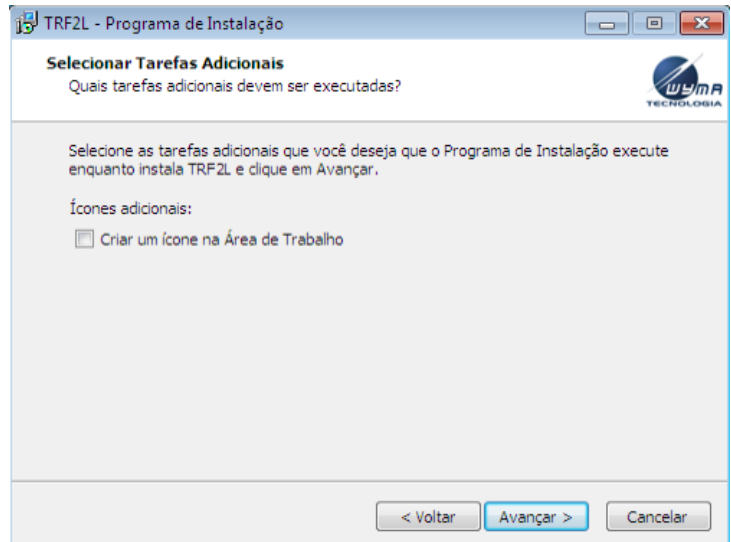 TRF2L - Programa de Instalação
Selecionar Tarefas Adicionais
Quais tarefas adicionais devem ser executadas?
WYMA
TECNOLOGIA
Selecione as tarefas adicionais que você deseja que o Programa de Instalação execute
enquanto instala TRF2L e clique em Avançar.
Ícones adicionais:
Criar um ícone na Área de Trabalho
< Voltar
Avançar >
Cancelar